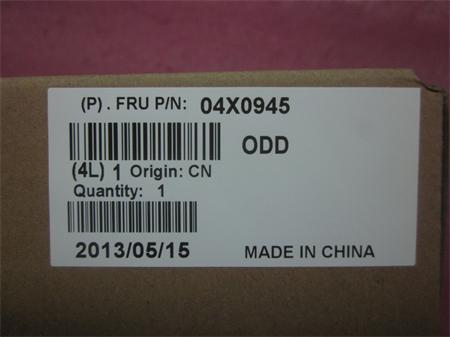 (P) . FRU P/N: 04X0945
ODD
(4L) 1 Origin: CN
Quantity: 1
2013/05/15 MADE IN CHINA